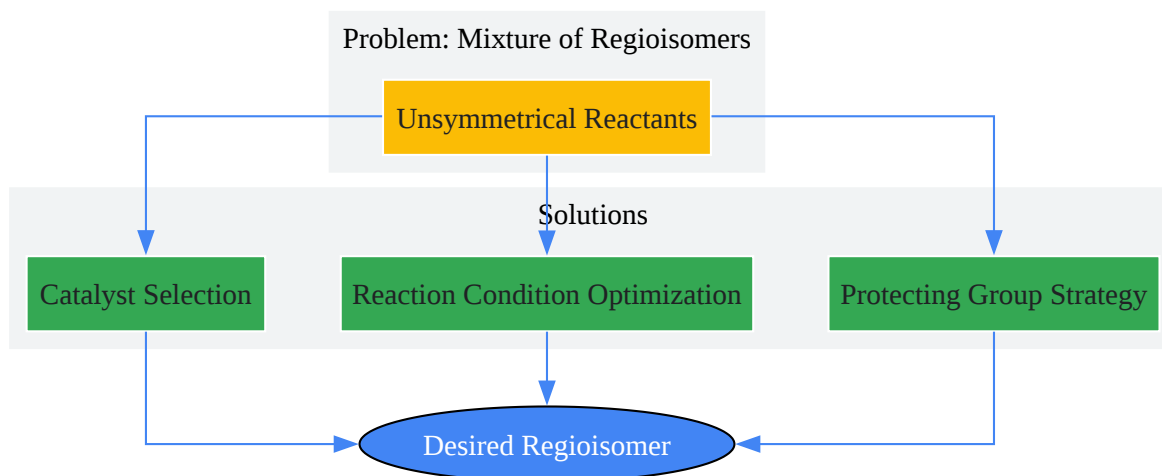 Problem: Mixture of Regioisomers
Unsymmetrical Reactants
Solutions
Catalyst Selection
Reaction Condition Optimization
Protecting Group Strategy
Desired Regioisomer